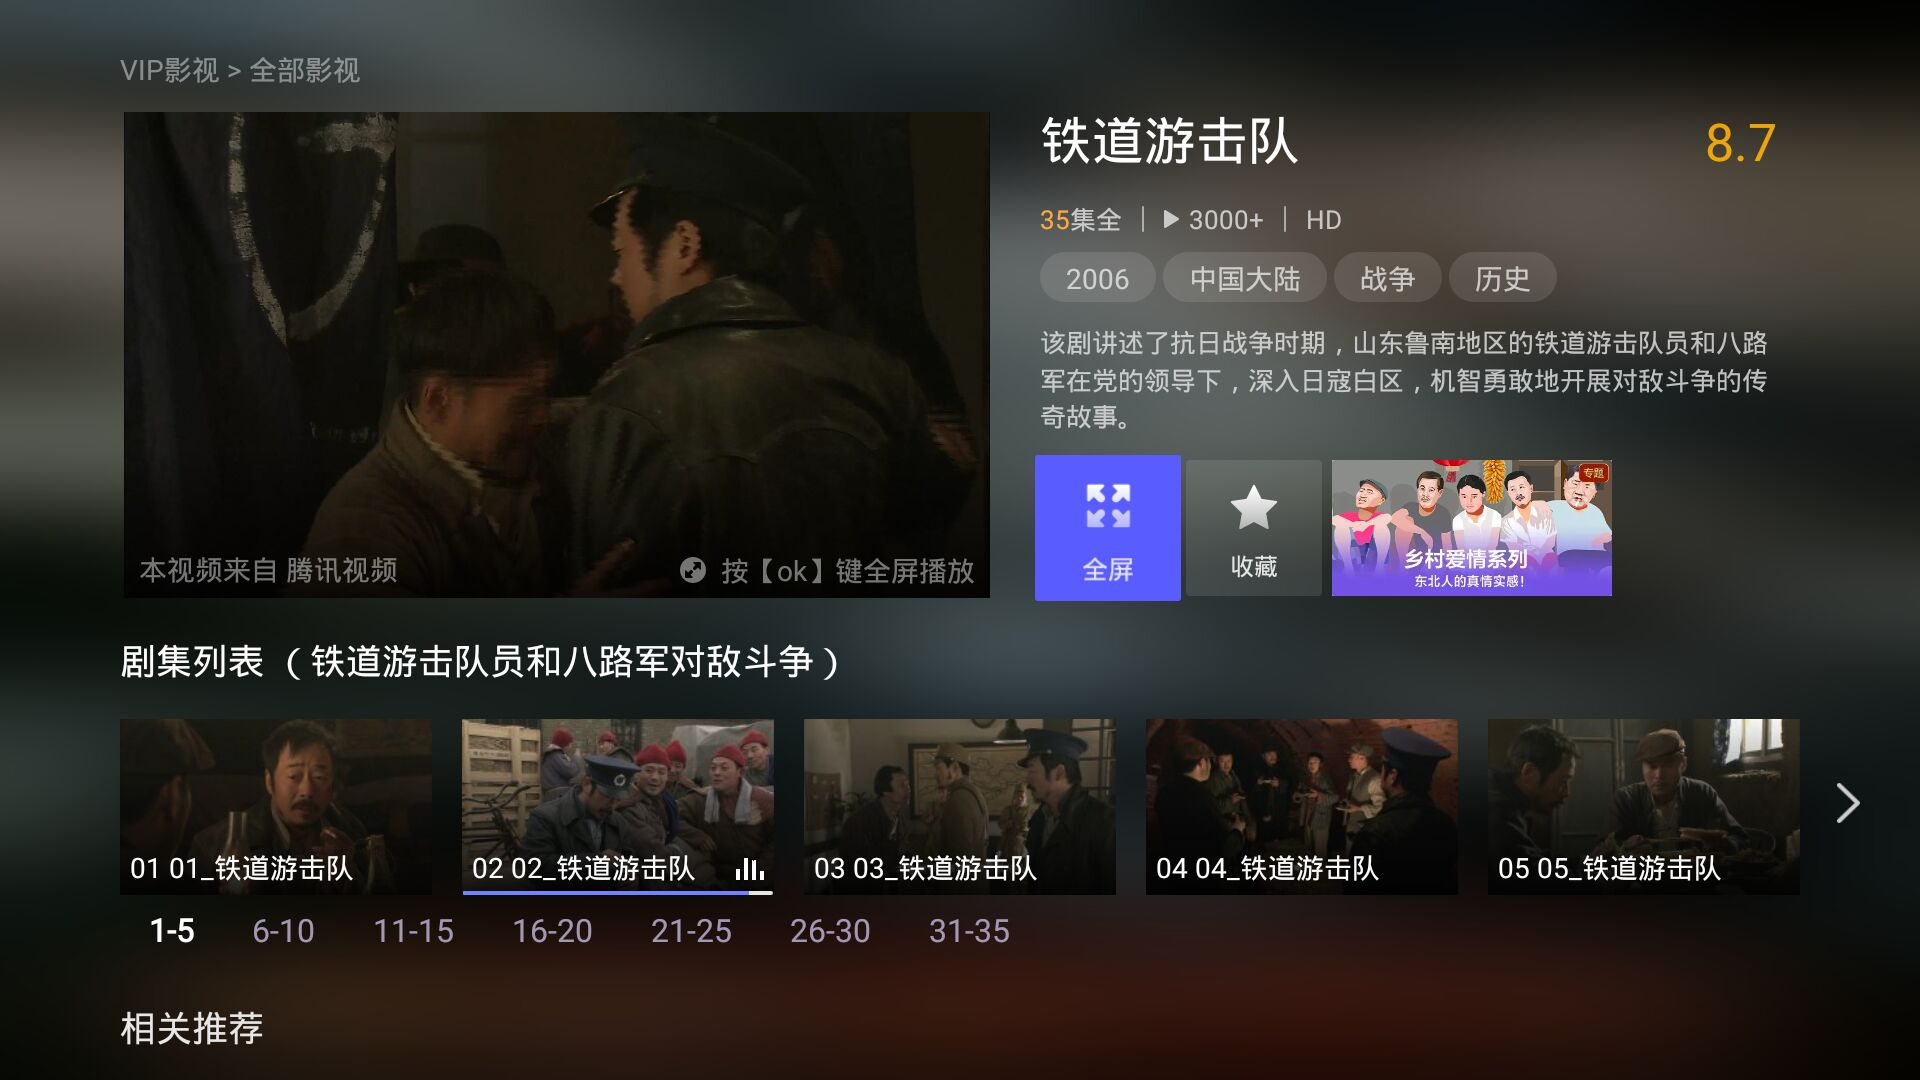 VIP影视 > 全部影视
本视频来自 腾讯视频
按【ok】键全屏播放
铁道游击队
8.7
35集全 | 3000+ | HD
2006 中国大陆 战争 历史
该剧讲述了抗日战争时期，山东鲁南地区的铁道游击队员和八路
军在党的领导下，深入日寇白区，机智勇敢地开展对敌斗争的传
奇故事。
全屏
收藏
专题
乡村爱情系列
东北人的真情实感！
剧集列表 （铁道游击队员和八路军对敌斗争）
01 01_铁道游击队
02 02_铁道游击队
03 03_铁道游击队
04 04_铁道游击队
05 05_铁道游击队
1-5 6-10 11-15 16-20 21-25 26-30 31-35
相关推荐